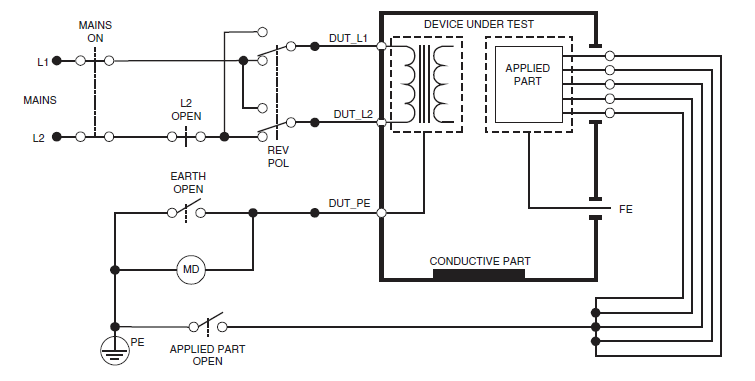 MAINS
ON
DEVICE UNDER TEST
DUT_L1
L1
APPLIED
PART
MAINS
L2
OPEN
DUT_L2
L2
REV
POL
EARTH
OPEN
DUT_PE
FE
MD
CONDUCTIVE PART
PE
APPLIED PART
OPEN